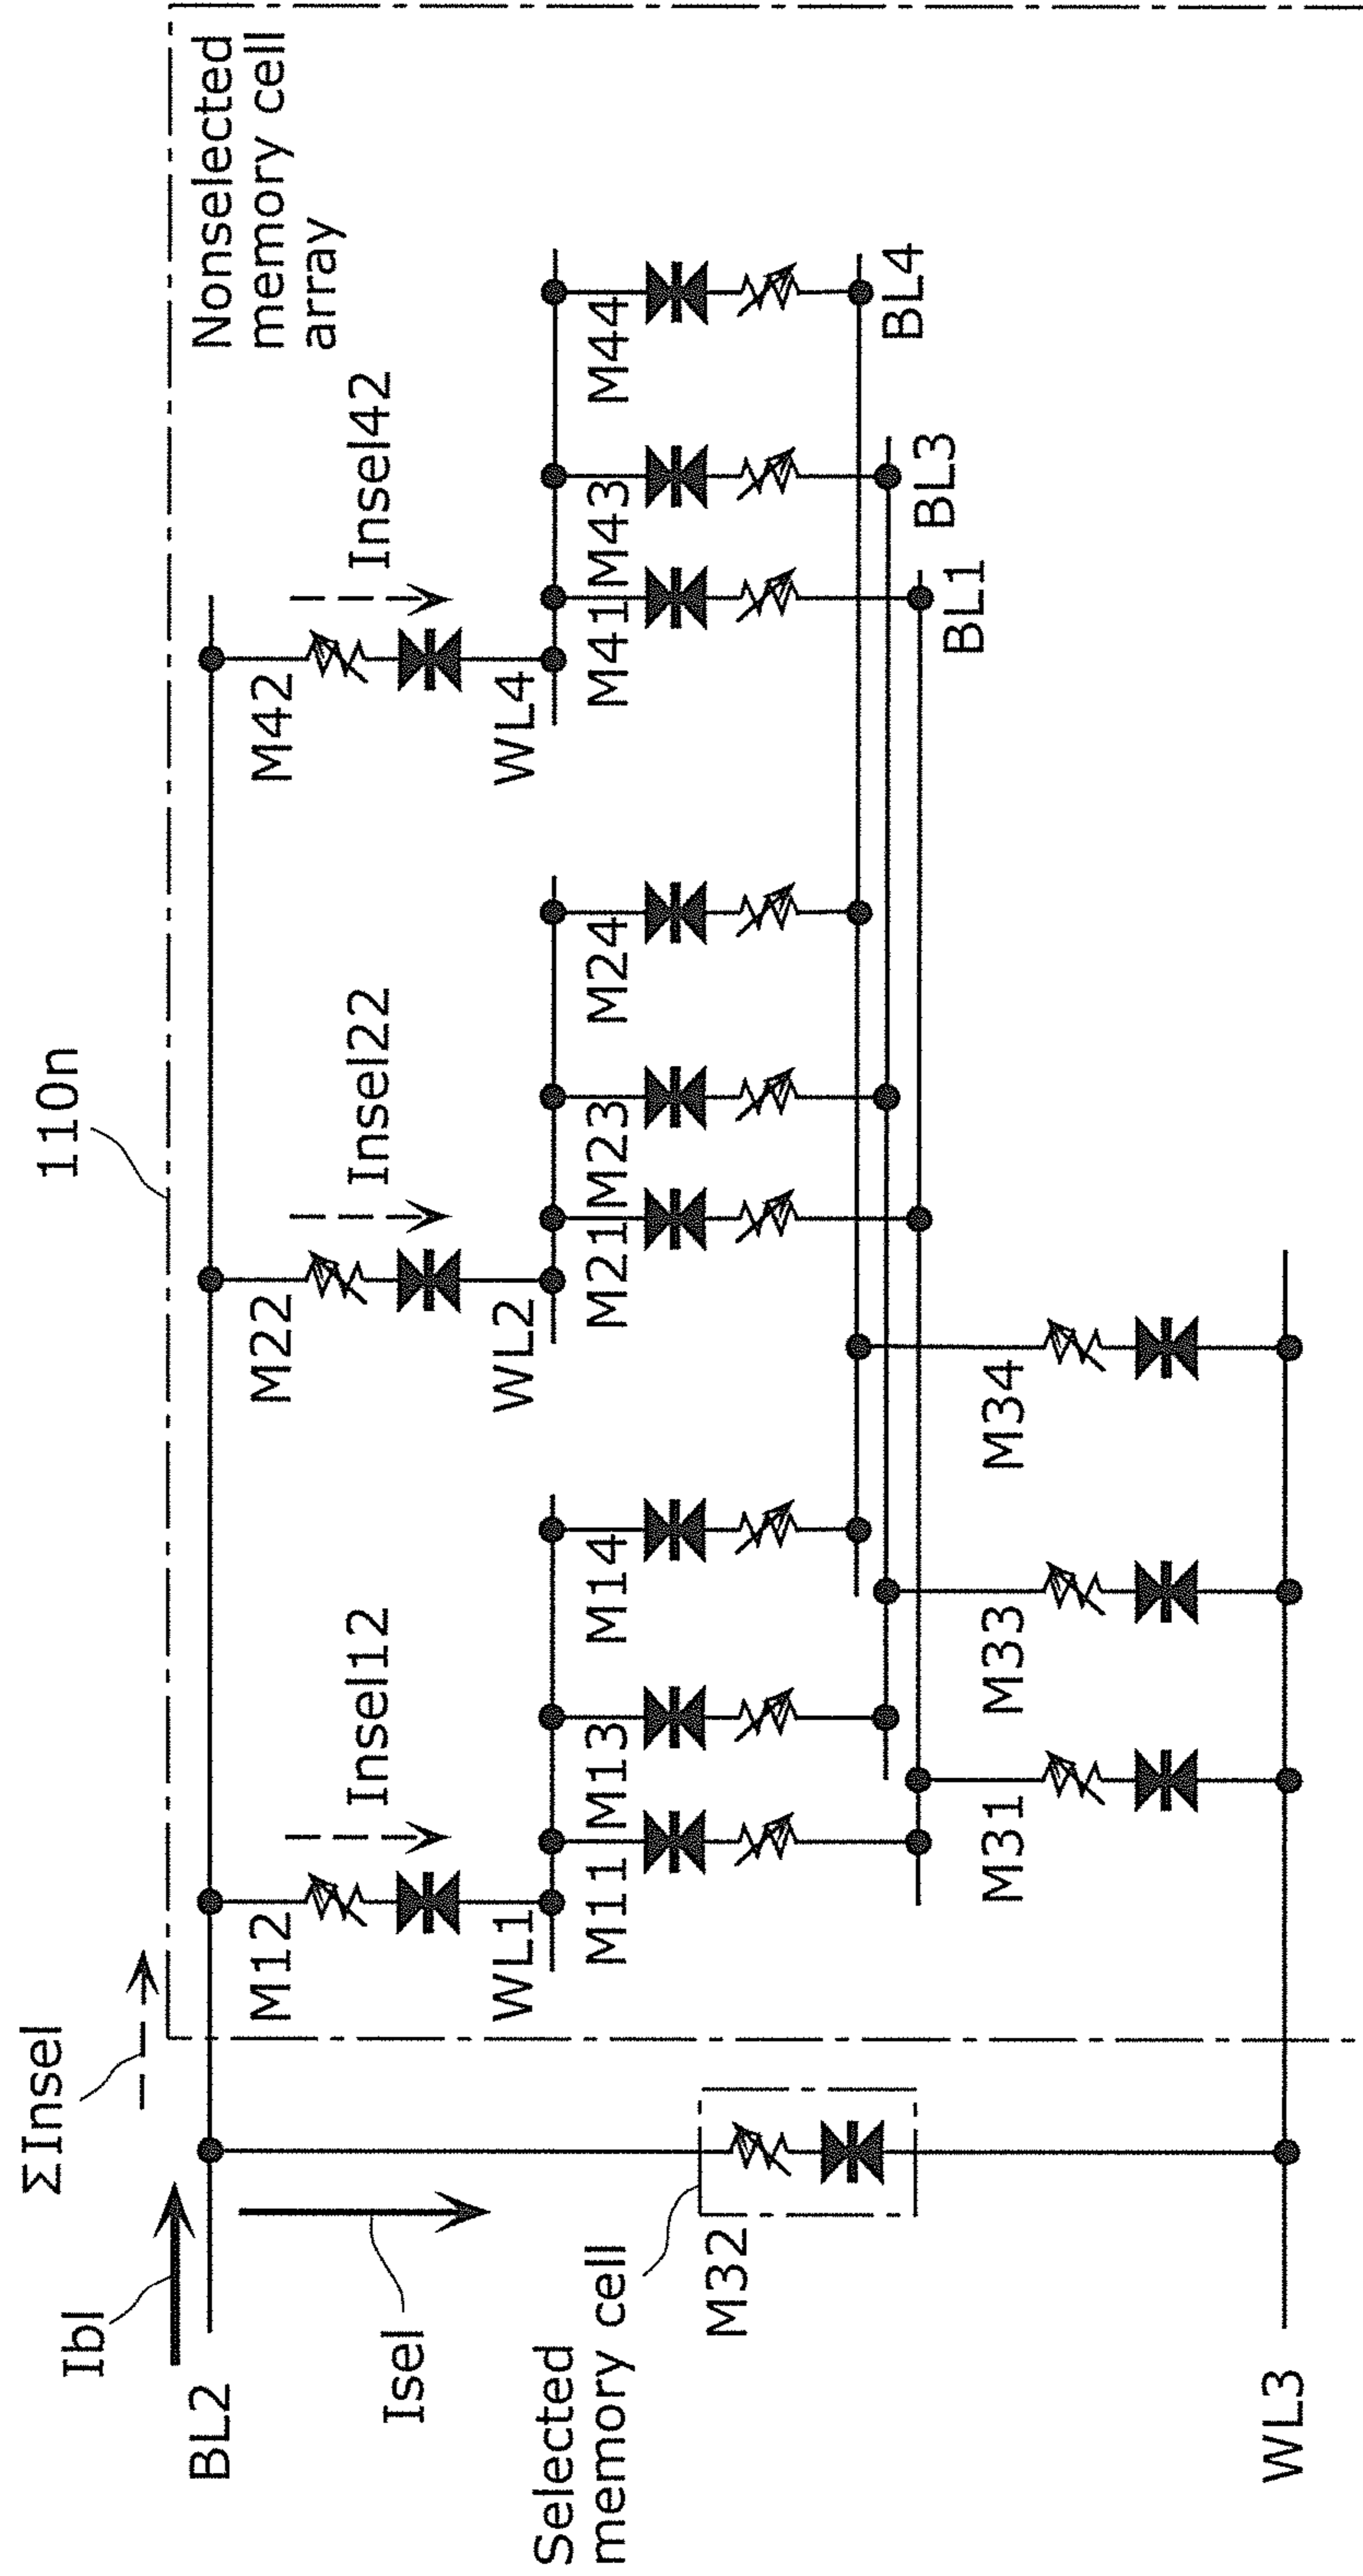 110n
ΣInsel
Ibl
BL2
Isel
Nonselected
memory cell
array
M12
Insel12
M22
Insel22
M42
Insel42
WL1
WL2
WL4
M11
M13
M14
M21
M23
M24
M41
M43
M44
BL4
BL3
BL1
Selected
memory cell
M32
M31
M33
M34
WL3